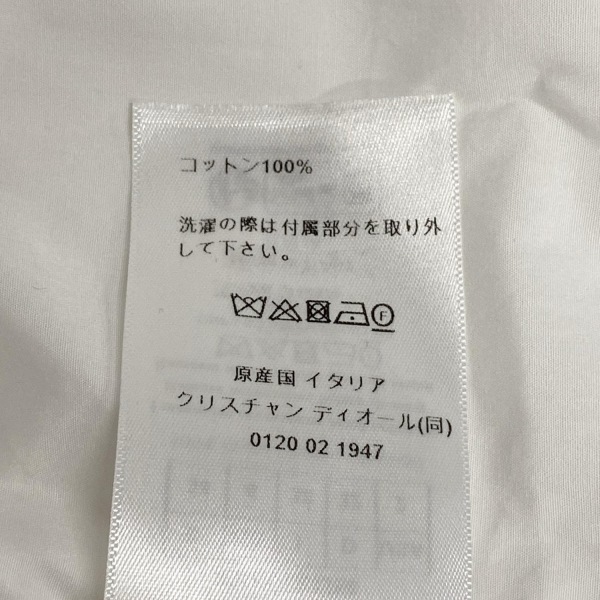 コットン100%
洗濯の際は付属部分を取り外
して下さい。
F
原産国 イタリア
クリスチャン ディオール(同)
0120 02 1947